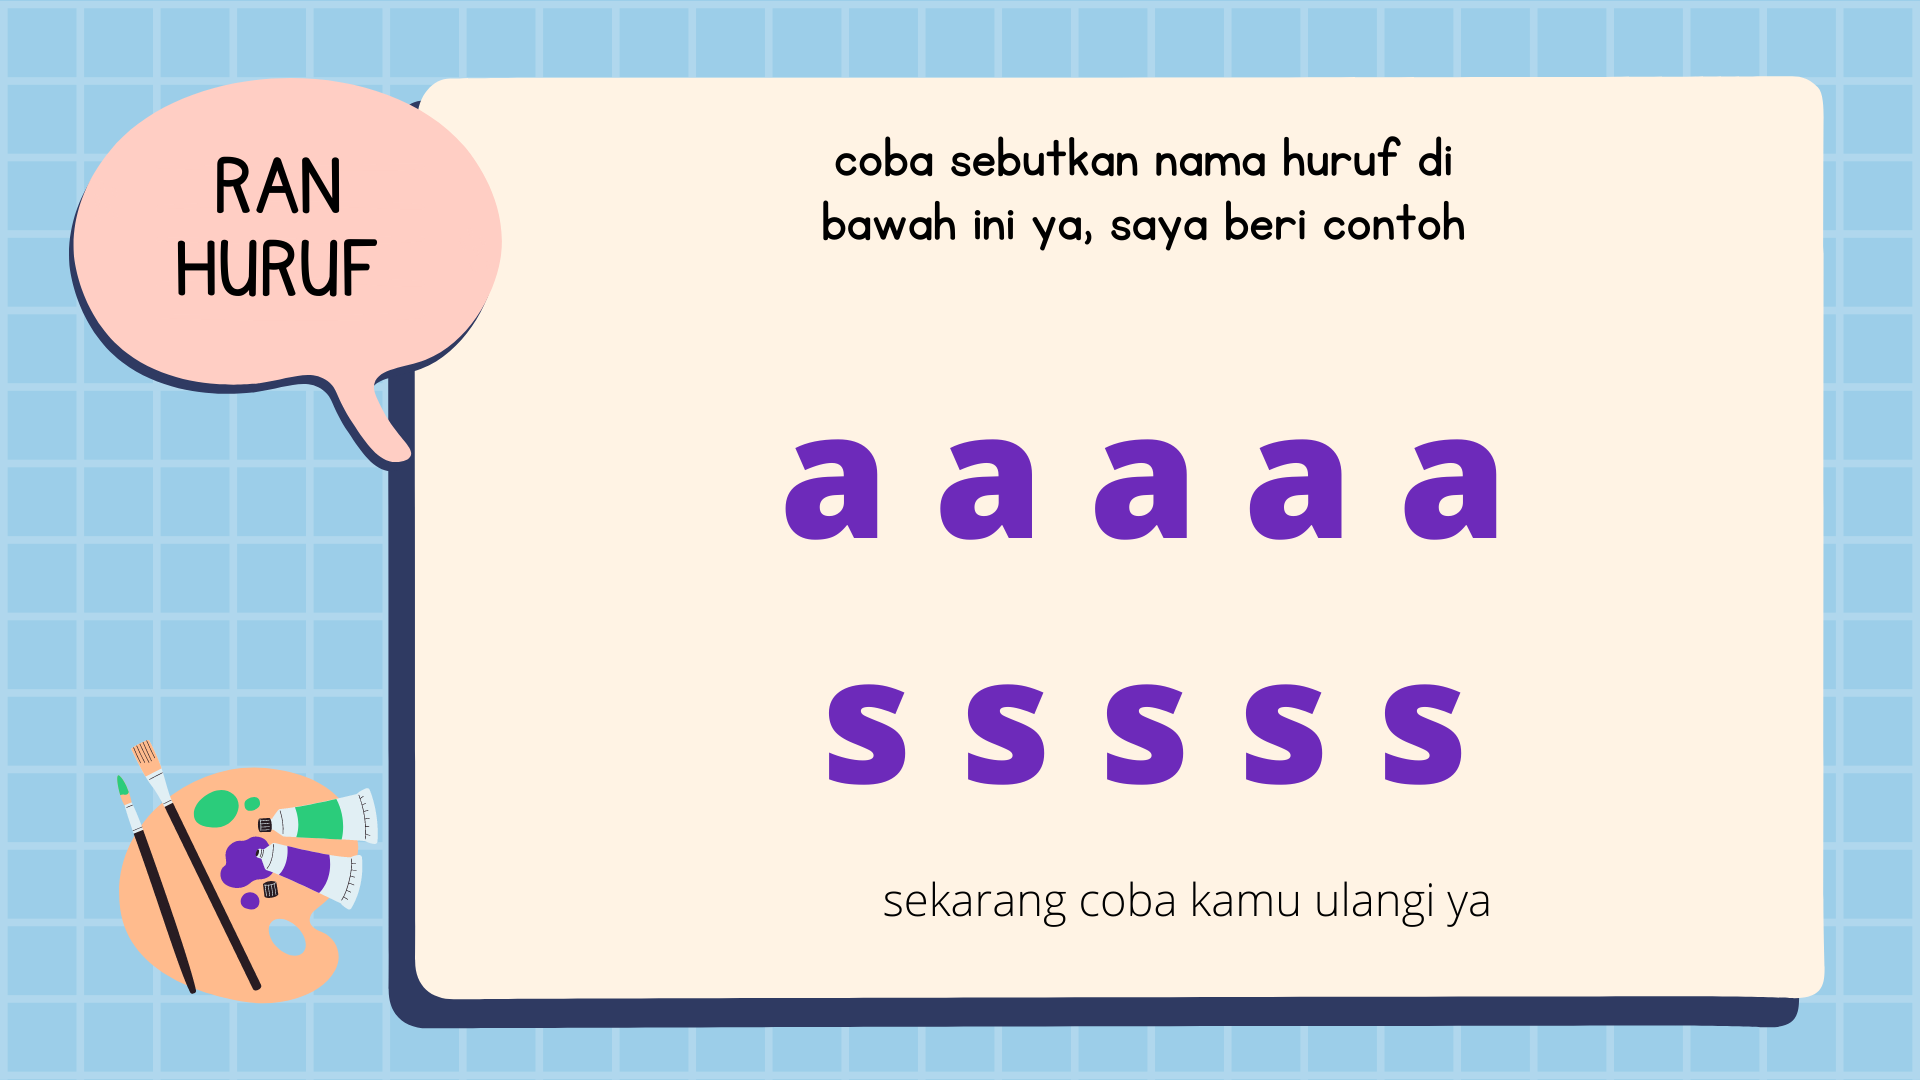 RAN
HURUF
coba sebutkan nama huruf di
bawah ini ya, saya beri contoh
a a a a a
s s s s s
sekarang coba kamu ulangi ya